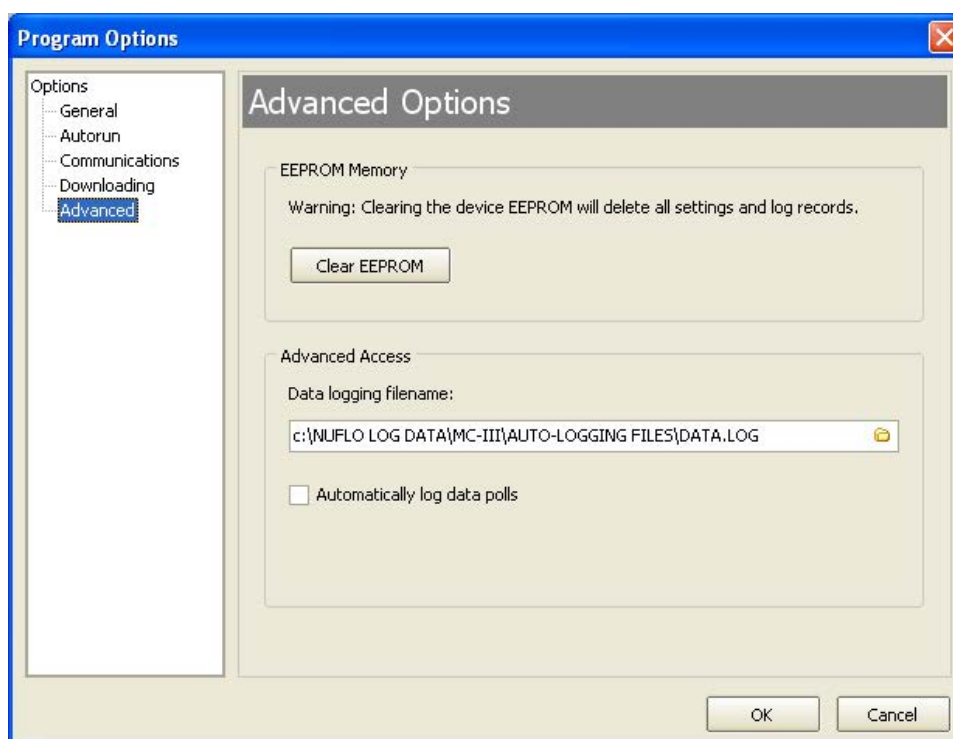 Program Options
Options
General
Autorun
Communications
Downloading
Advanced
Advanced Options
EEPROM Memory
Warning: Clearing the device EEPROM will delete all settings and log records.
Clear EEPROM
Advanced Access
Data logging filename:
c:\NUFLO LOG DATA\MC-III\AUTO-LOGGING FILES\DATA.LOG
Automatically log data polls
OK
Cancel